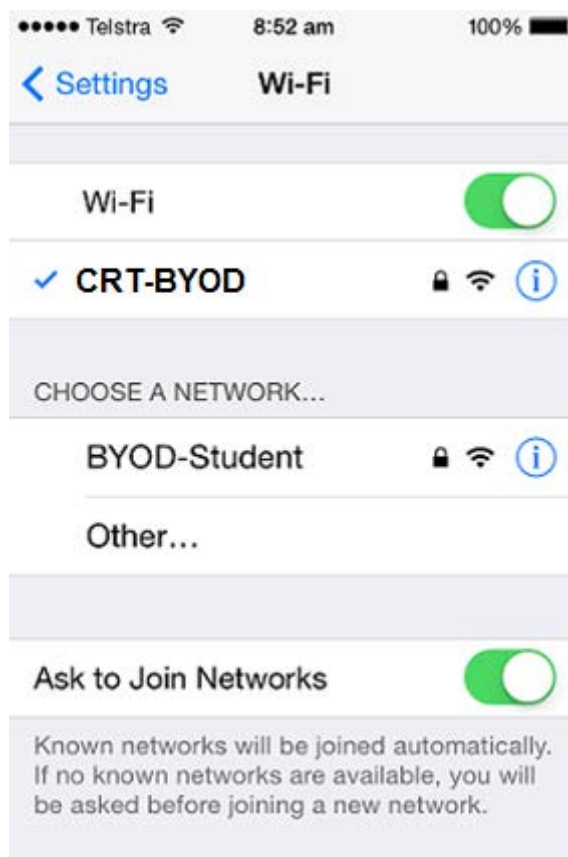 Telstra 8:52 am 100%
Settings Wi-Fi
Wi-Fi
CRT-BYOD
CHOOSE A NETWORK...
BYOD-Student
Other...
Ask to Join Networks
Known networks will be joined automatically.
If no known networks are available, you will
be asked before joining a new network.